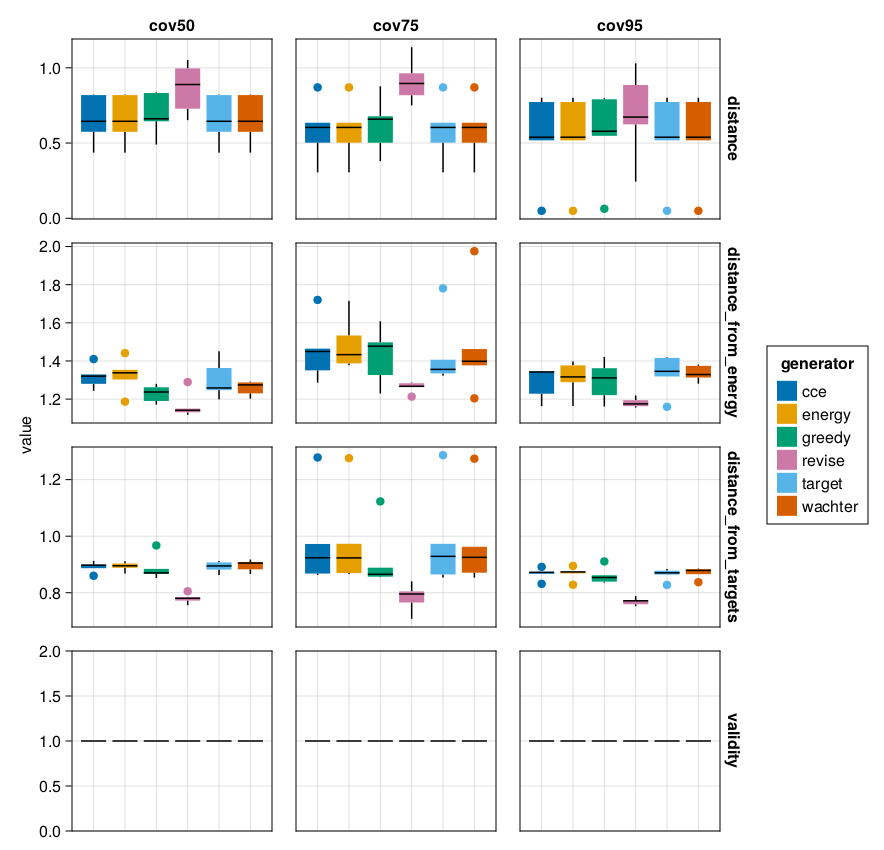 cov50 cov75 cov95
1.0
0.5
0.0
distance
2.0
1.8
1.6
1.4
1.2
distance_from_energy
value
1.2
1.0
0.8
distance_from_targets
2.0
1.5
1.0
0.5
0.0
validity
generator
cce
energy
greedy
revise
target
wachter